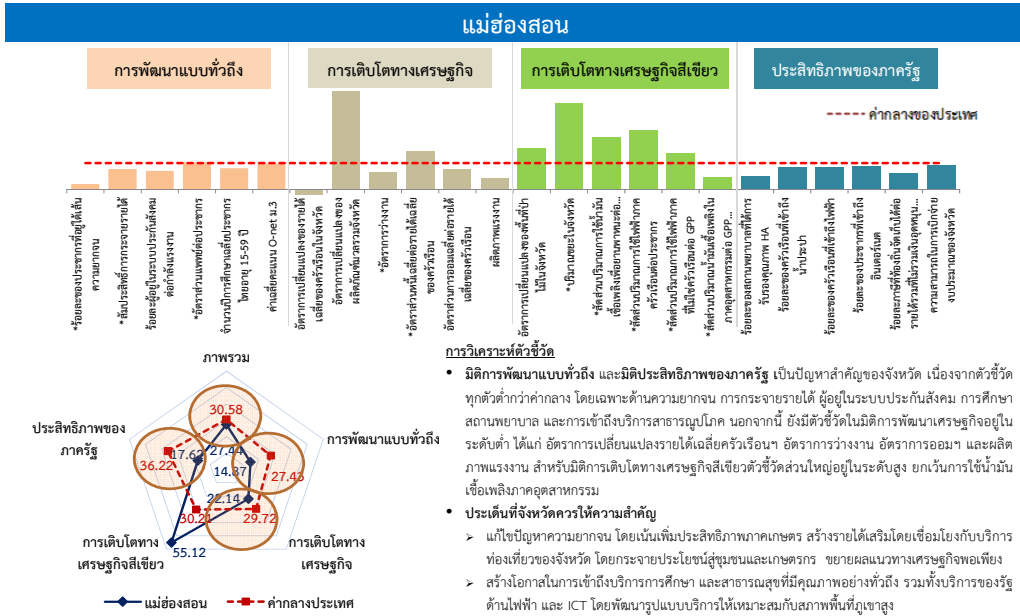 แม่ฮ่องสอน
การพัฒนาแบบทั่วถึง
การเติบโตทางเศรษฐกิจ
การเติบโตทางเศรษฐกิจสีเขียว
ประสิทธิภาพของภาครัฐ
ค่ากลางของประเทศ
*ร้อยละของประชากรที่อยู่ใต้เส้น
ความยากจน
*สัมประสิทธิ์การกระจายรายได้
ร้อยละผู้อยู่ในระบบประกันสังคม
ต่อกำลังแรงงาน
*อัตราส่วนแพทย์ต่อประชากร
จำนวนปีการศึกษาเฉลี่ยประชากร
ไทยอายุ 15-59 ปี
ค่าเฉลี่ยคะแนน O-net ม.3
อัตราการเปลี่ยนแปลงของรายได้
เฉลี่ยของครัวเรือนในจังหวัด
อัตราการเปลี่ยนแปลงของ
ผลิตภัณฑ์มวลรวมจังหวัด
*อัตราการว่างงาน
*อัตราส่วนหนี้เฉลี่ยต่อรายได้เฉลี่ย
ของครัวเรือน
อัตราส่วนการออมเฉลี่ยต่อรายได้
เฉลี่ยของครัวเรือน
ผลิตภาพแรงงาน
อัตราการเปลี่ยนแปลงของพื้นที่ป่า
ไม้ในจังหวัด
*ปริมาณขยะในจังหวัด
*สัดส่วนปริมาณการใช้น้ำมัน
เชื้อเพลิงเพื่อยานพาหนะต่อ...
*สัดส่วนปริมาณการใช้ไฟฟ้าภาค
ครัวเรือนต่อประชากร
*สัดส่วนปริมาณการใช้ไฟฟ้าภาค
ที่ไม่ใช่ครัวเรือนต่อ GPP
*สัดส่วนปริมาณน้ำมันเชื้อเพลิงใน
ภาคอุตสาหกรรมต่อ GPP...
ร้อยละของสถานพยาบาลที่ได้การ
รับรองคุณภาพ HA
ร้อยละของครัวเรือนที่เข้าถึง
น้ำประปา
ร้อยละของครัวเรือนที่เข้าถึงไฟฟ้า
ร้อยละของประชากรที่เข้าถึง
อินเตอร์เนต
ร้อยละภาษีที่ท้องถิ่นจัดเก็บได้ต่อ
รายได้รวมที่ไม่รวมเงินอุดหนุน...
ความสามารถในการเบิกจ่าย
งบประมาณของจังหวัด
ภาพรวม
30.58
27.44
ประสิทธิภาพของ
ภาครัฐ
36.22
17.62
การพัฒนาแบบทั่วถึง
14.87
27.43
22.14
29.72
30.21
55.12
การเติบโตทาง
เศรษฐกิจสีเขียว
การเติบโตทาง
เศรษฐกิจ
แม่ฮ่องสอน
ค่ากลางประเทศ
การวิเคราะห์ตัวชี้วัด
• มิติการพัฒนาแบบทั่วถึง และมิติประสิทธิภาพของภาครัฐ เป็นปัญหาสำคัญของจังหวัด เนื่องจากตัวชี้วัด
ทุกตัวต่ำกว่าค่ากลาง โดยเฉพาะด้านความยากจน การกระจายรายได้ ผู้อยู่ในระบบประกันสังคม การศึกษา
สถานพยาบาล และการเข้าถึงบริการสาธารณูปโภค นอกจากนี้ ยังมีตัวชี้วัดในมิติการพัฒนาเศรษฐกิจอยู่ใน
ระดับต่ำ ได้แก่ อัตราการเปลี่ยนแปลงรายได้เฉลี่ยครัวเรือนฯ อัตราการว่างงาน อัตราการออมฯ และผลิต
ภาพแรงงาน สำหรับมิติการเติบโตทางเศรษฐกิจสีเขียวตัวชี้วัดส่วนใหญ่อยู่ในระดับสูง ยกเว้นการใช้น้ำมัน
เชื้อเพลิงภาคอุตสาหกรรม
• ประเด็นที่จังหวัดควรให้ความสำคัญ
➢ แก้ไขปัญหาความยากจน โดยเน้นเพิ่มประสิทธิภาพภาคเกษตร สร้างรายได้เสริมโดยเชื่อมโยงกับบริการ
ท่องเที่ยวของจังหวัด โดยกระจายประโยชน์สู่ชุมชนและเกษตรกร ขยายผลแนวทางเศรษฐกิจพอเพียง
➢ สร้างโอกาสในการเข้าถึงบริการการศึกษา และสาธารณสุขที่มีคุณภาพอย่างทั่วถึง รวมทั้งบริการของรัฐ
ด้านไฟฟ้า และ ICT โดยพัฒนารูปแบบบริการให้เหมาะสมกับสภาพพื้นที่ภูเขาสูง